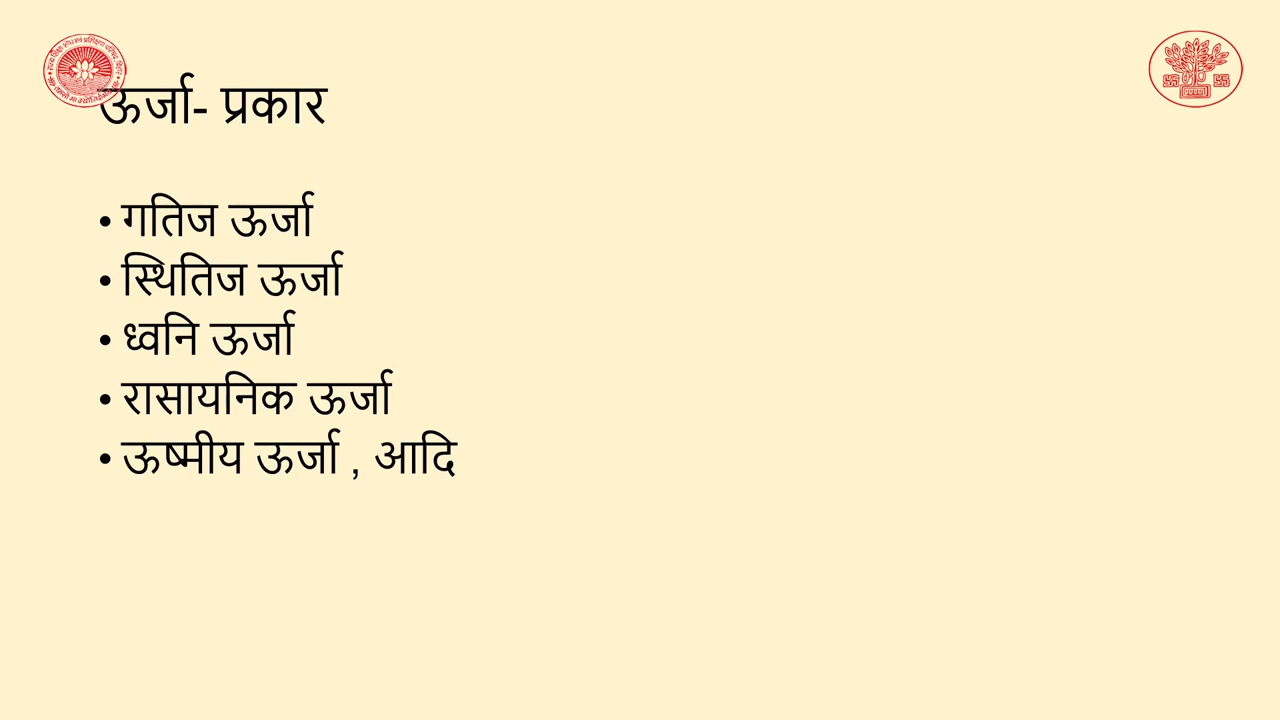 ऊर्जा- प्रकार
• गतिज ऊर्जा
• स्थितिज ऊर्जा
• ध्वनि ऊर्जा
• रासायनिक ऊर्जा
• ऊष्मीय ऊर्जा , आदि